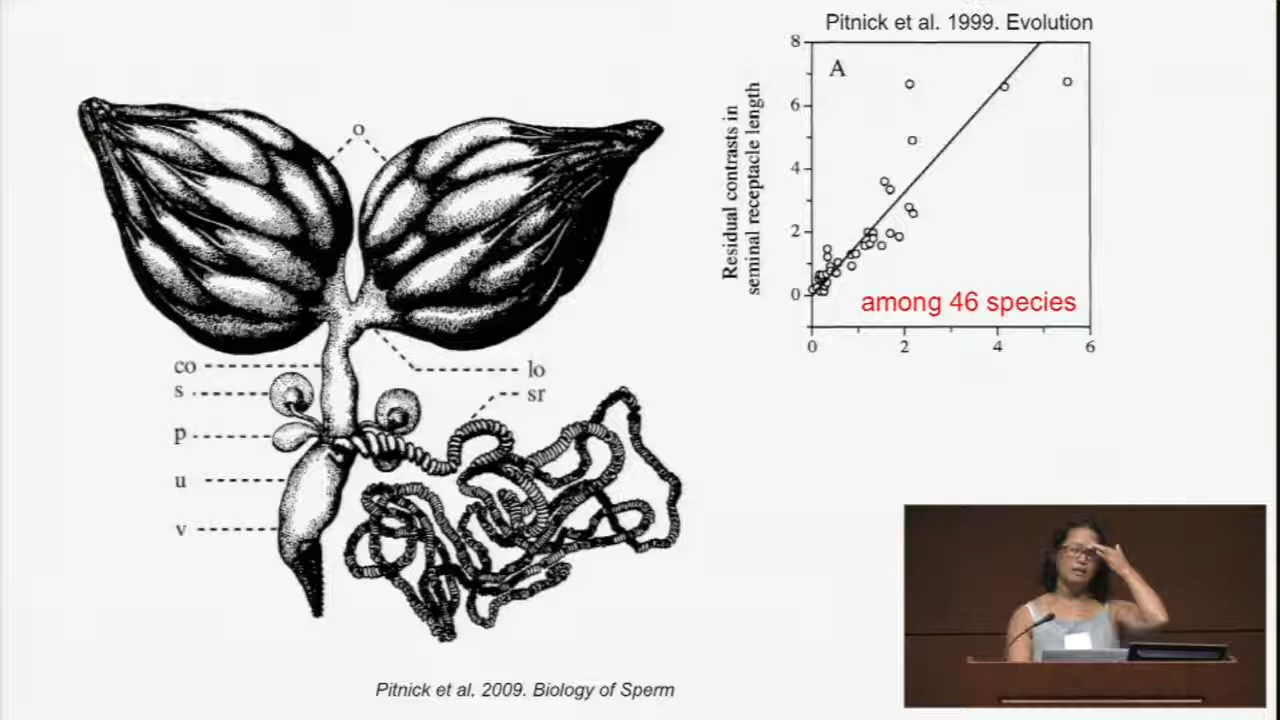 Pitnick et al. 1999. Evolution
A
Residual contrasts in
seminal receptacle length
8
6
4
2
0
among 46 species
0 2 4 6
o
co
s
p
u
v
lo
sr
Pitnick et al. 2009. Biology of Sperm